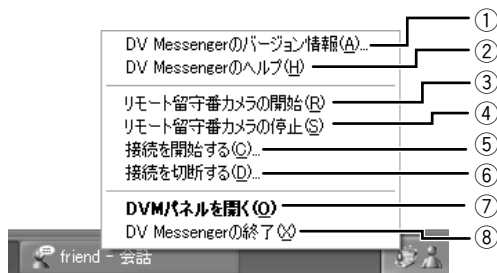 DV Messengerのバージョン情報(A)... ①
DV Messengerのヘルプ(H) ②
リモート留守番カメラの開始(R) ③
リモート留守番カメラの停止(S) ④
接続を開始する(C)... ⑤
接続を切断する(D)... ⑥
DVMパネルを開く(O) ⑦
DV Messengerの終了(X) ⑧
friend - 会話